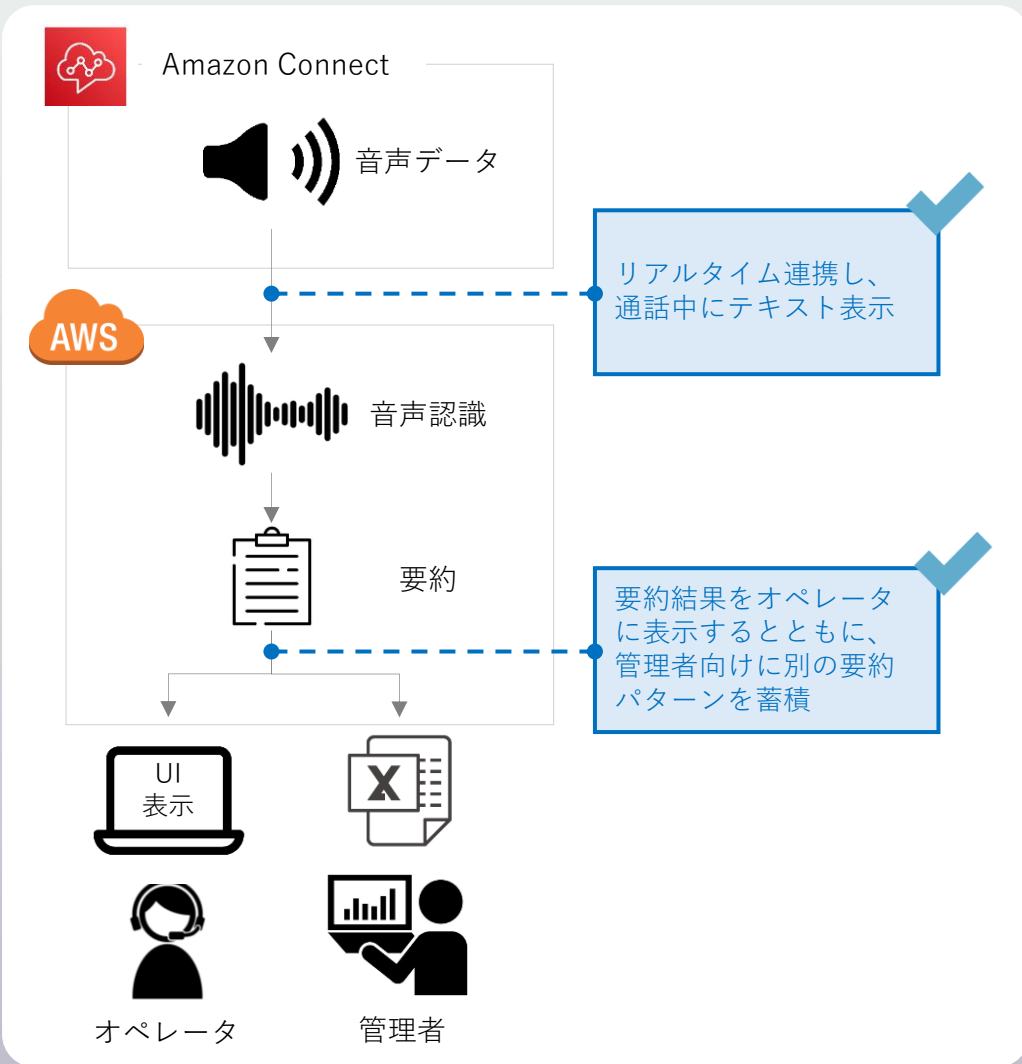 Amazon Connect
音声データ
リアルタイム連携し、
通話中にテキスト表示
AWS
音声認識
要約
要約結果をオペレータ
に表示するとともに、
管理者向けに別の要約
パターンを蓄積
UI
表示
X
オペレータ
管理者